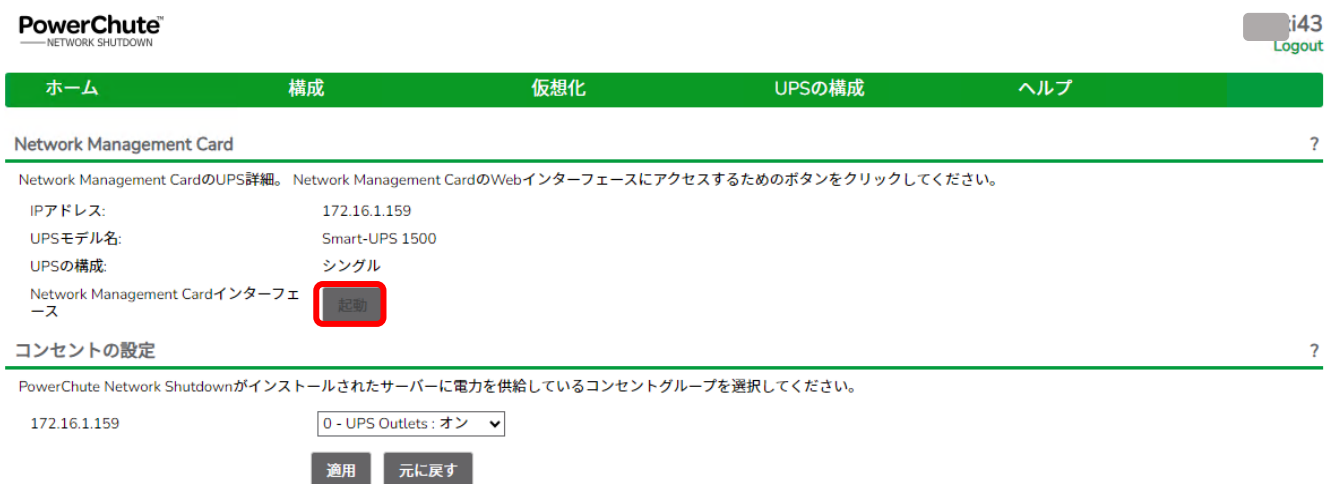 PowerChute™
NETWORK SHUTDOWN
i43
Logout
ホーム 構成 仮想化 UPSの構成 ヘルプ
Network Management Card ?
Network Management CardのUPS詳細。 Network Management CardのWebインターフェースにアクセスするためのボタンをクリックしてください。
IPアドレス: 172.16.1.159
UPSモデル名: Smart-UPS 1500
UPSの構成: シングル
Network Management Cardインターフェ
ース 起動
コンセントの設定 ?
PowerChute Network Shutdownがインストールされたサーバーに電力を供給しているコンセントグループを選択してください。
172.16.1.159 0 - UPS Outlets : オン
適用 元に戻す